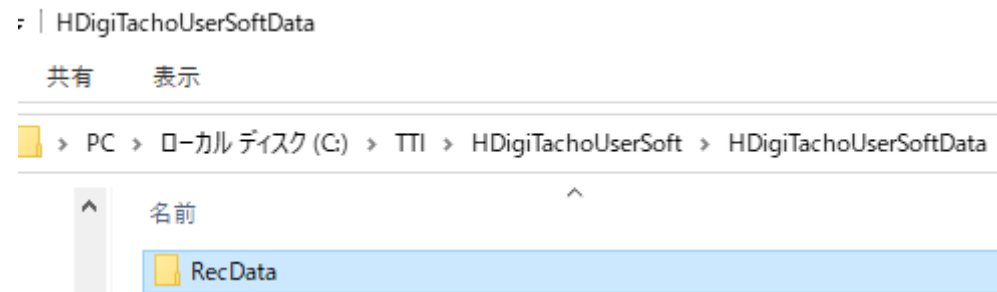 HDigiTachoUserSoftData
共有 表示
PC > ローカル ディスク (C:) > TTI > HDigiTachoUserSoft > HDigiTachoUserSoftData
名前
RecData